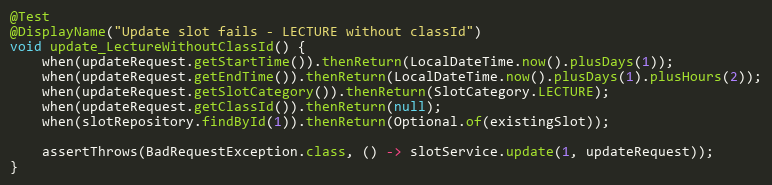 @Test
@DisplayName("Update slot fails - LECTURE without classId")
void update_LectureWithoutClassId() {
    when(updateRequest.getStartTime()).thenReturn(LocalDateTime.now().plusDays(1));
    when(updateRequest.getEndTime()).thenReturn(LocalDateTime.now().plusDays(1).plusHours(2));
    when(updateRequest.getSlotCategory()).thenReturn(SlotCategory.LECTURE);
    when(updateRequest.getClassId()).thenReturn(null);
    when(slotRepository.findById(1)).thenReturn(Optional.of(existingSlot));

    assertThrows(BadRequestException.class, () -> slotService.update(1, updateRequest));
}